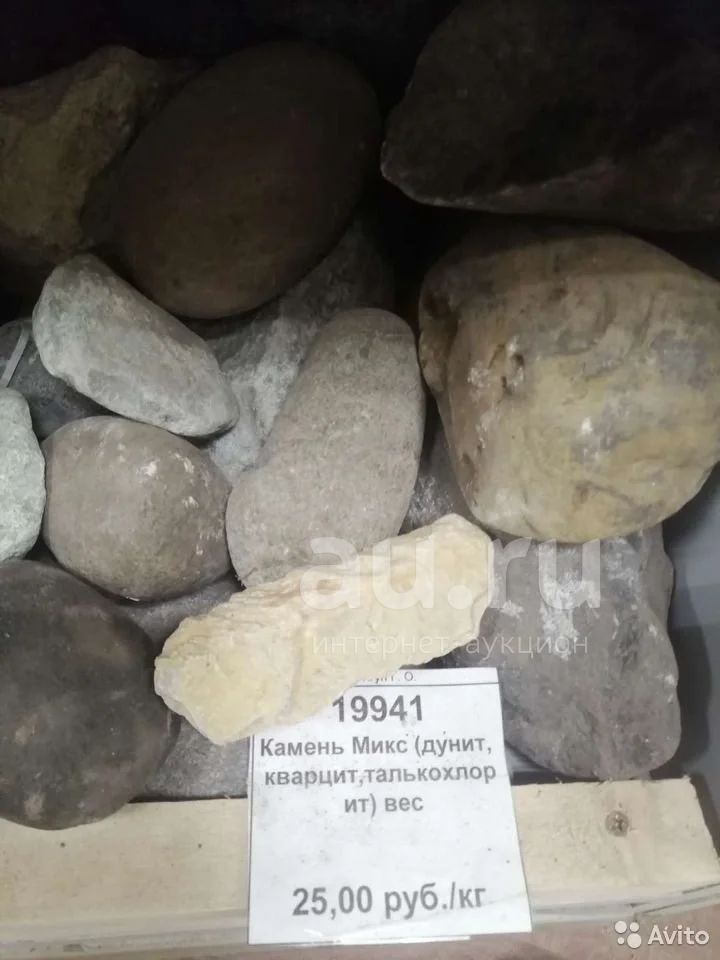 au.ru
интернет-аукцион
19941
Камень Микс (дунит,
кварцит,талькохлор
ит) вес
25,00 руб./кг
Avito